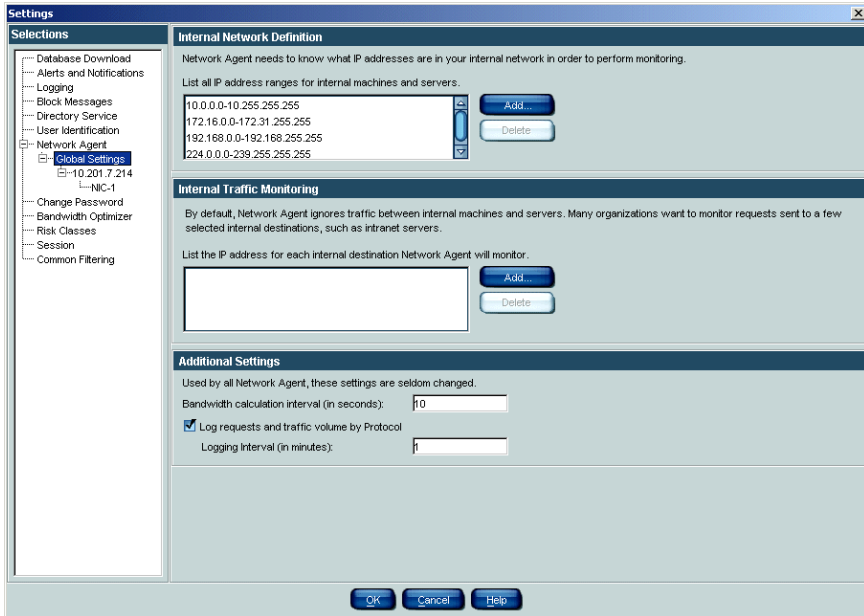 Settings
Selections
Database Download
Alerts and Notifications
Logging
Block Messages
Directory Service
User Identification
Network Agent
Global Settings
10.201.7.214
NIC-1
Change Password
Bandwidth Optimizer
Risk Classes
Session
Common Filtering
Internal Network Definition
Network Agent needs to know what IP addresses are in your internal network in order to perform monitoring.
List all IP address ranges for internal machines and servers.
10.0.0.0-10.255.255.255
172.16.0.0-172.31.255.255
192.168.0.0-192.168.255.255
224.0.0.0-239.255.255.255
Add...
Delete
Internal Traffic Monitoring
By default, Network Agent ignores traffic between internal machines and servers. Many organizations want to monitor requests sent to a few
selected internal destinations, such as intranet servers.
List the IP address for each internal destination Network Agent will monitor.
Add...
Delete
Additional Settings
Used by all Network Agent, these settings are seldom changed.
Bandwidth calculation interval (in seconds): 10
Log requests and traffic volume by Protocol
Logging Interval (in minutes): 1
OK Cancel Help